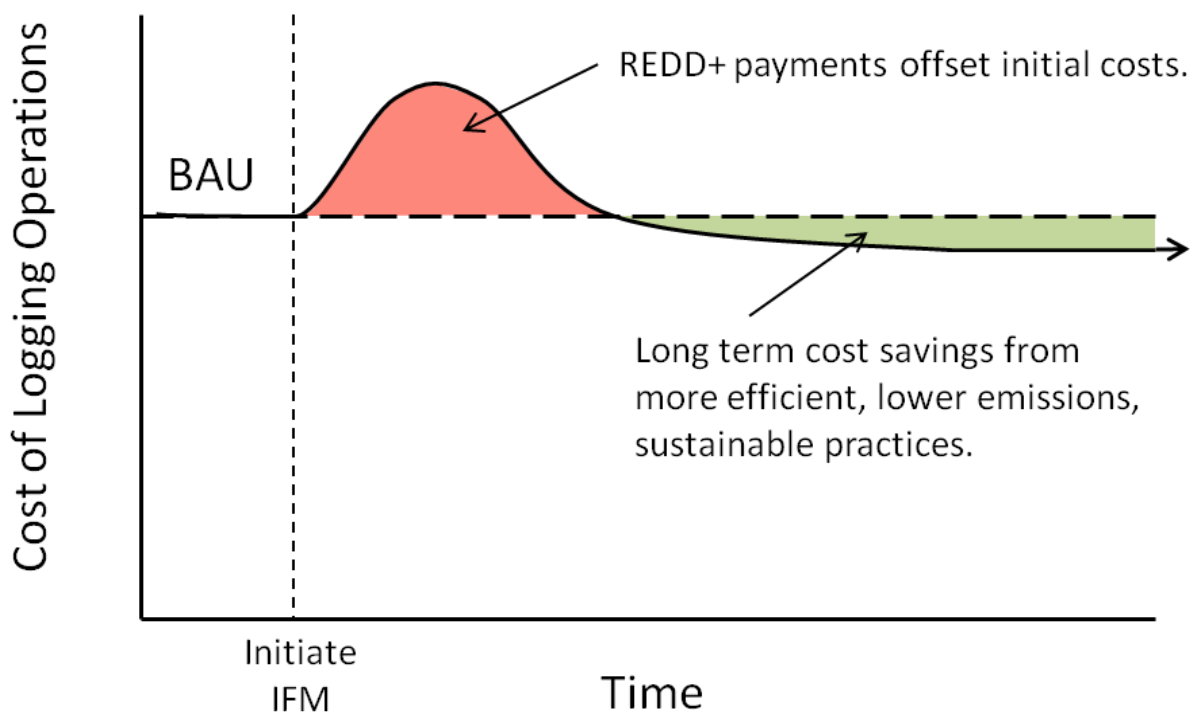 Cost of Logging Operations
REDD+ payments offset initial costs.
BAU
Long term cost savings from
more efficient, lower emissions,
sustainable practices.
Initiate
IFM
Time